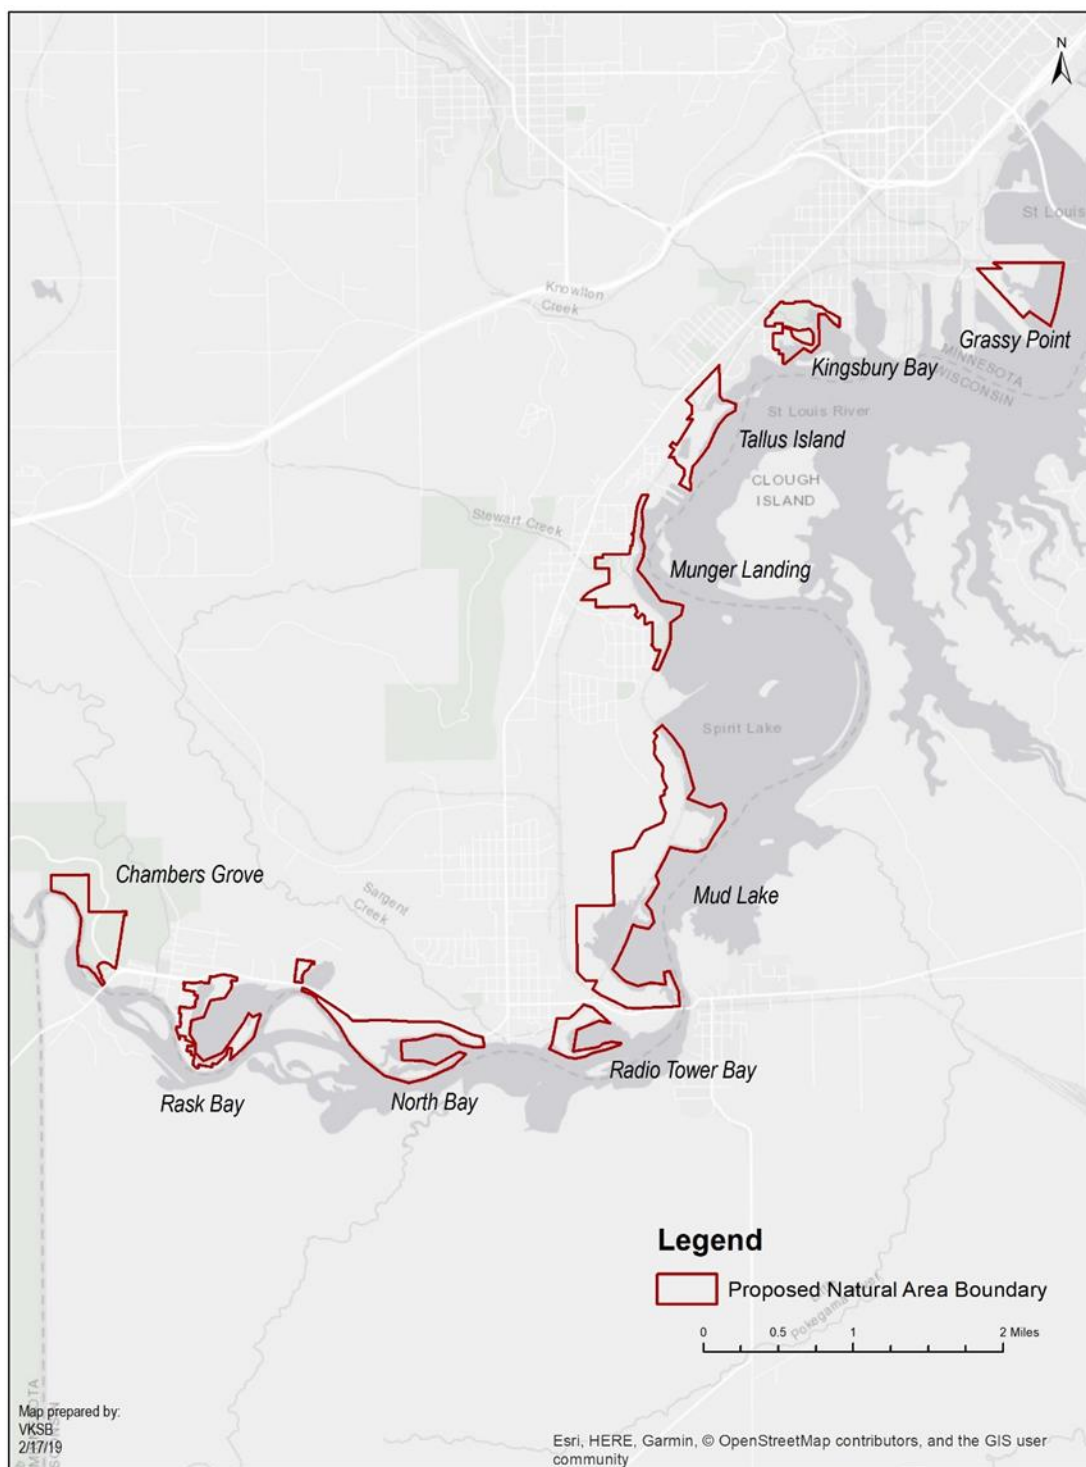 N
St Louis
Knowlton
Creek
Grassy Point
MINNESOTA
WISCONSIN
Kingsbury Bay
St Louis River
Tallus Island
CLOUGH
ISLAND
Stewart Creek
Munger Landing
Spirit Lake
Chambers Grove
Sargent
Creek
Mud Lake
Radio Tower Bay
Rask Bay
North Bay
Legend
Proposed Natural Area Boundary
Pokegama River
0 0.5 1 2 Miles
Map prepared by:
VKSB
2/17/19
Esri, HERE, Garmin, © OpenStreetMap contributors, and the GIS user
community